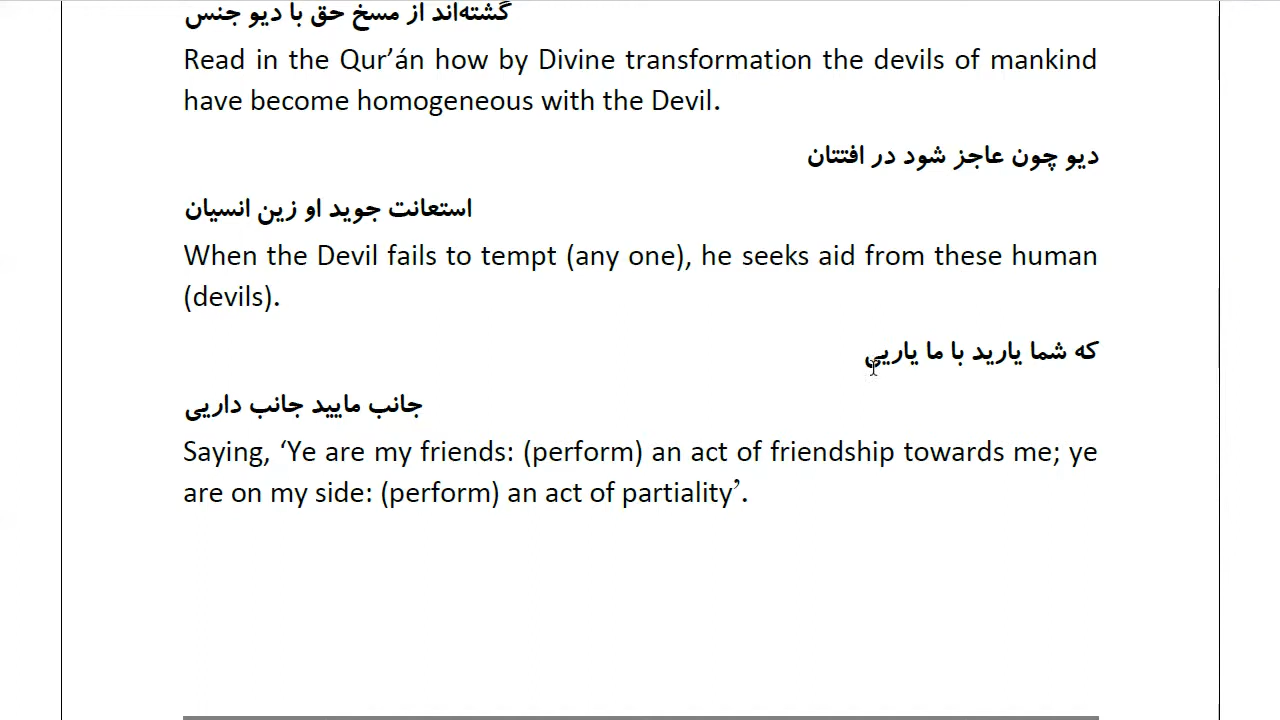 گشته‌اند از مسخ حق با دیو جنس
Read in the Qur’án how by Divine transformation the devils of mankind
have become homogeneous with the Devil.
دیو چون عاجز شود در افتتان
استعانت جوید او زین انسیان
When the Devil fails to tempt (any one), he seeks aid from these human
(devils).
که شما یارید با ما یاریی
جانب مایید جانب داریی
Saying, ‘Ye are my friends: (perform) an act of friendship towards me; ye
are on my side: (perform) an act of partiality’.